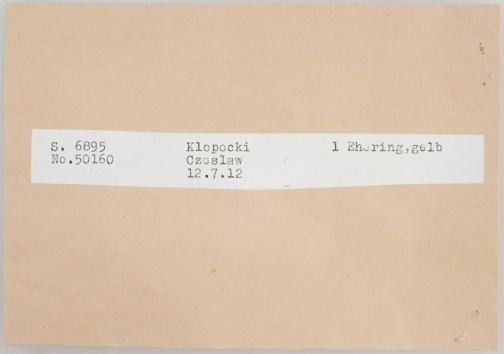 S. 6895 Klopocki 1 Ehering,gelb
No.50160 Czeslaw
12.7.12